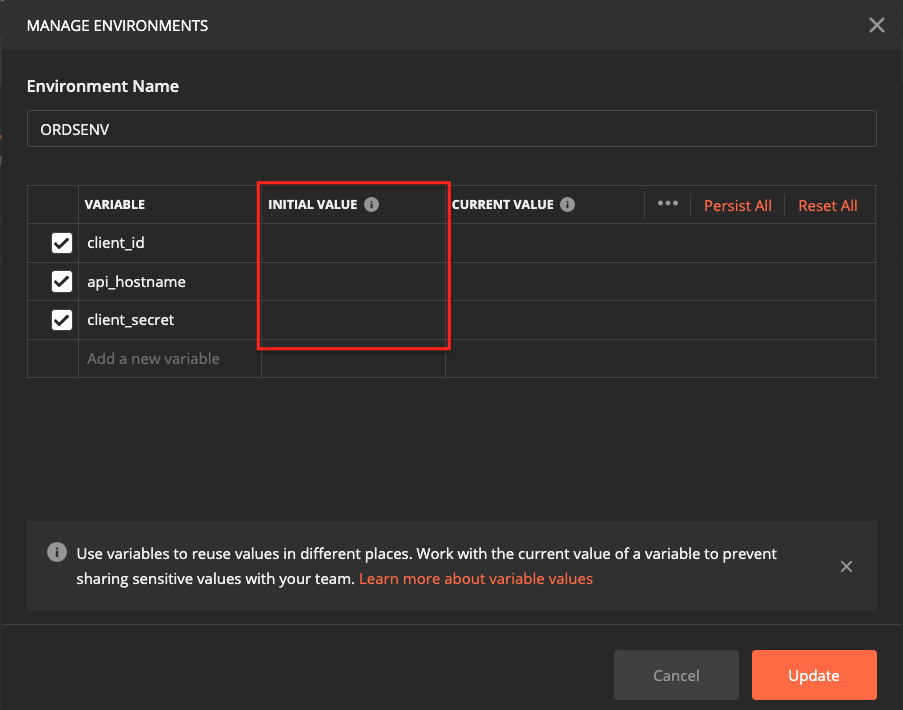 MANAGE ENVIRONMENTS
Environment Name
ORDSENV
VARIABLE INITIAL VALUE CURRENT VALUE ••• Persist All Reset All
client_id
api_hostname
client_secret
Add a new variable
Use variables to reuse values in different places. Work with the current value of a variable to prevent
sharing sensitive values with your team. Learn more about variable values
Cancel Update